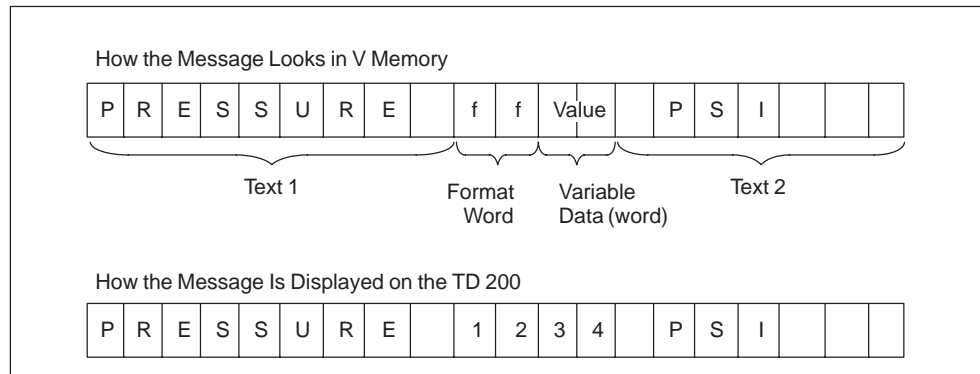 How the Message Looks in V Memory
P R E S S U R E f f Value P S I
Text 1 Format Word Variable Data (word) Text 2
How the Message Is Displayed on the TD 200
P R E S S U R E 1 2 3 4 P S I